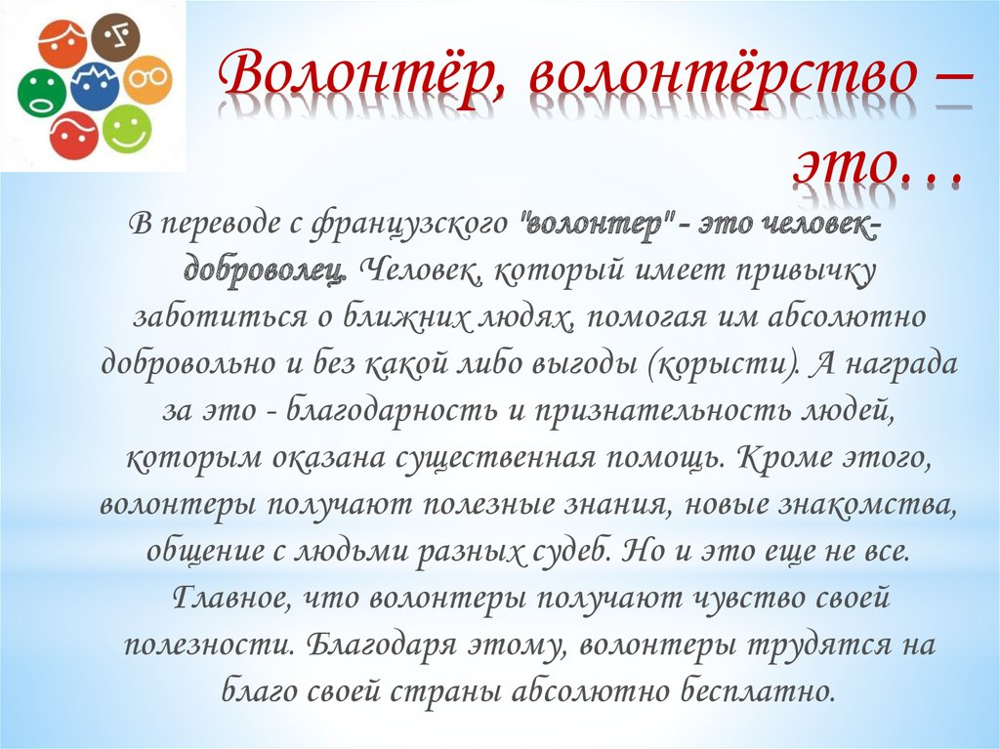 Волонтёр, волонтёрство –
это…
В переводе с французского "волонтер" - это человек-
доброволец. Человек, который имеет привычку
заботиться о ближних людях, помогая им абсолютно
добровольно и без какой либо выгоды (корысти). А награда
за это - благодарность и признательность людей,
которым оказана существенная помощь. Кроме этого,
волонтеры получают полезные знания, новые знакомства,
общение с людьми разных судеб. Но и это еще не все.
Главное, что волонтеры получают чувство своей
полезности. Благодаря этому, волонтеры трудятся на
благо своей страны абсолютно бесплатно.